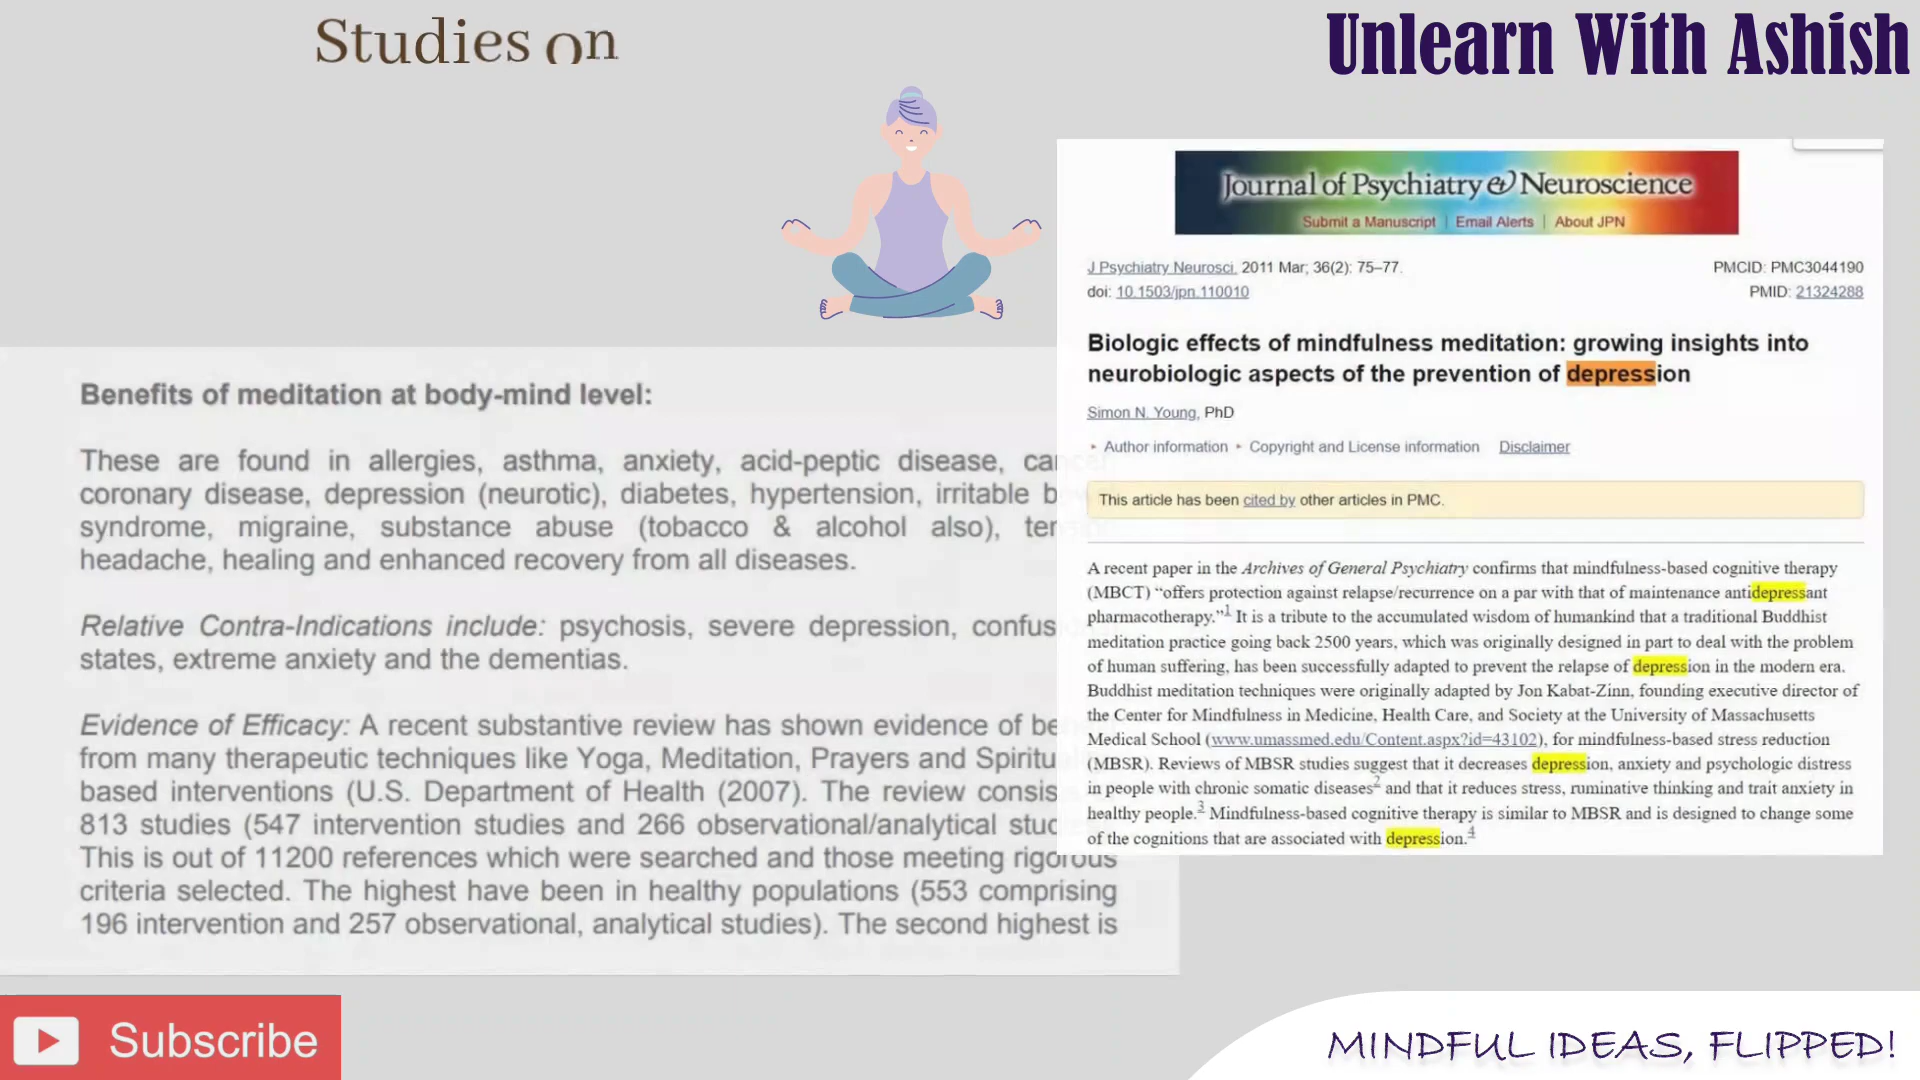 Studies on
Unlearn With Ashish
Benefits of meditation at body-mind level:
These are found in allergies, asthma, anxiety, acid-peptic disease, cancer
coronary disease, depression (neurotic), diabetes, hypertension, irritable
syndrome, migraine, substance abuse (tobacco & alcohol also),
headache, healing and enhanced recovery from all diseases.
Relative Contra-Indications include: psychosis, severe depression,
states, extreme anxiety and the dementias.
Evidence of Efficacy: A recent substantive review has shown evidence of
from many therapeutic techniques like Yoga, Meditation, Prayers and
based interventions (U.S. Department of Health (2007). The review
813 studies (547 intervention studies and 266 observational/analytical
This is out of 11200 references which were searched and those meeting rigorous
criteria selected. The highest have been in healthy populations (553 comprising
196 intervention and 257 observational, analytical studies). The second highest is
Journal of Psychiatry & Neuroscience
Submit a Manuscript | Email Alerts | About JPN
J Psychiatry Neurosci. 2011 Mar; 36(2): 75–77. PMCID: PMC3044190
doi: 10.1503/jpn.110010 PMID: 21324288
Biologic effects of mindfulness meditation: growing insights into
neurobiologic aspects of the prevention of depression
Simon N. Young, PhD
Author information Copyright and License information Disclaimer
This article has been cited by other articles in PMC.
A recent paper in the Archives of General Psychiatry confirms that mindfulness-based cognitive therapy
(MBCT) “offers protection against relapse/recurrence on a par with that of maintenance antidepressant
pharmacotherapy.”1 It is a tribute to the accumulated wisdom of humankind that a traditional Buddhist
meditation practice going back 2500 years, which was originally designed in part to deal with the problem
of human suffering, has been successfully adapted to prevent the relapse of depression in the modern era.
Buddhist meditation techniques were originally adapted by Jon Kabat-Zinn, founding executive director of
the Center for Mindfulness in Medicine, Health Care, and Society at the University of Massachusetts
Medical School (www.umassmed.edu/Content.aspx?id=43102), for mindfulness-based stress reduction
(MBSR). Reviews of MBSR studies suggest that it decreases depression, anxiety and psychologic distress
in people with chronic somatic diseases2 and that it reduces stress, ruminative thinking and trait anxiety in
healthy people.3 Mindfulness-based cognitive therapy is similar to MBSR and is designed to change some
of the cognitions that are associated with depression.4
Subscribe
MINDFUL IDEAS, FLIPPED!